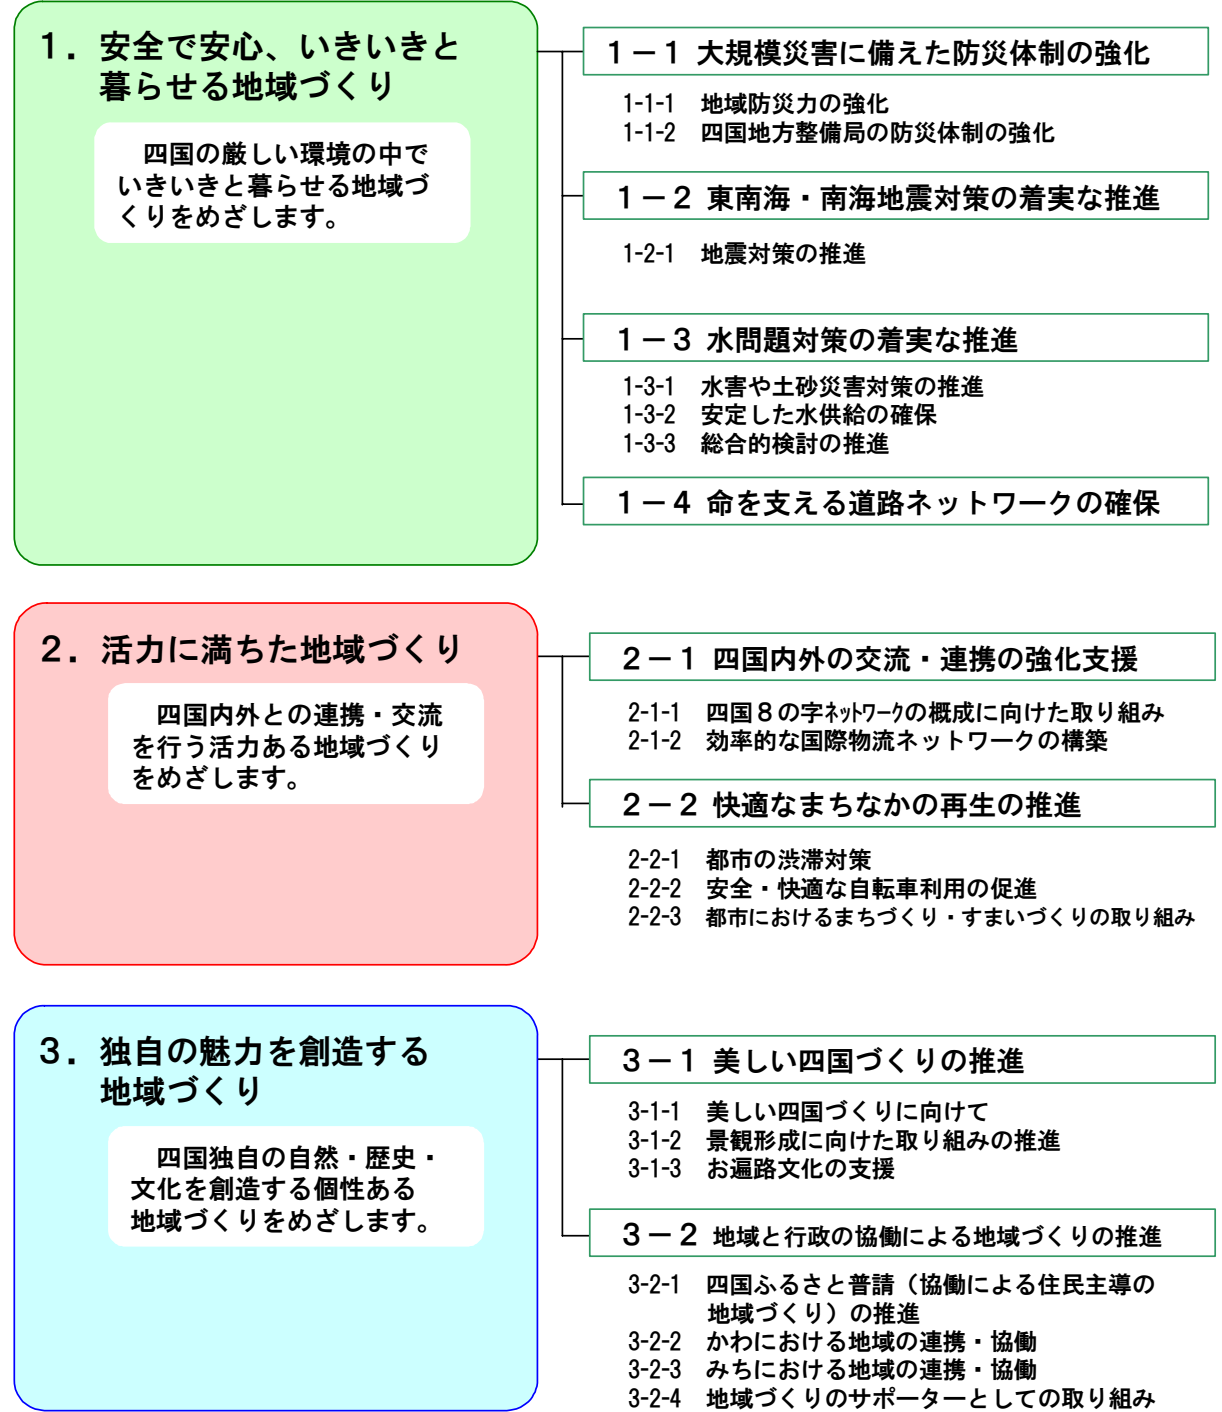 １．安全で安心、いきいきと
暮らせる地域づくり
四国の厳しい環境の中で
いきいきと暮らせる地域づ
くりをめざします。
１－１ 大規模災害に備えた防災体制の強化
1-1-1 地域防災力の強化
1-1-2 四国地方整備局の防災体制の強化
１－２ 東南海・南海地震対策の着実な推進
1-2-1 地震対策の推進
１－３ 水問題対策の着実な推進
1-3-1 水害や土砂災害対策の推進
1-3-2 安定した水供給の確保
1-3-3 総合的検討の推進
１－４ 命を支える道路ネットワークの確保
２．活力に満ちた地域づくり
四国内外との連携・交流
を行う活力ある地域づくり
をめざします。
２－１ 四国内外の交流・連携の強化支援
2-1-1 四国８の字ﾈｯﾄﾜｰｸの概成に向けた取り組み
2-1-2 効率的な国際物流ネットワークの構築
２－２ 快適なまちなかの再生の推進
2-2-1 都市の渋滞対策
2-2-2 安全・快適な自転車利用の促進
2-2-3 都市におけるまちづくり・すまいづくりの取り組み
３．独自の魅力を創造する
地域づくり
四国独自の自然・歴史・
文化を創造する個性ある
地域づくりをめざします。
３－１ 美しい四国づくりの推進
3-1-1 美しい四国づくりに向けて
3-1-2 景観形成に向けた取り組みの推進
3-1-3 お遍路文化の支援
３－２ 地域と行政の協働による地域づくりの推進
3-2-1 四国ふるさと普請（協働による住民主導の
地域づくり）の推進
3-2-2 かわにおける地域の連携・協働
3-2-3 みちにおける地域の連携・協働
3-2-4 地域づくりのサポーターとしての取り組み